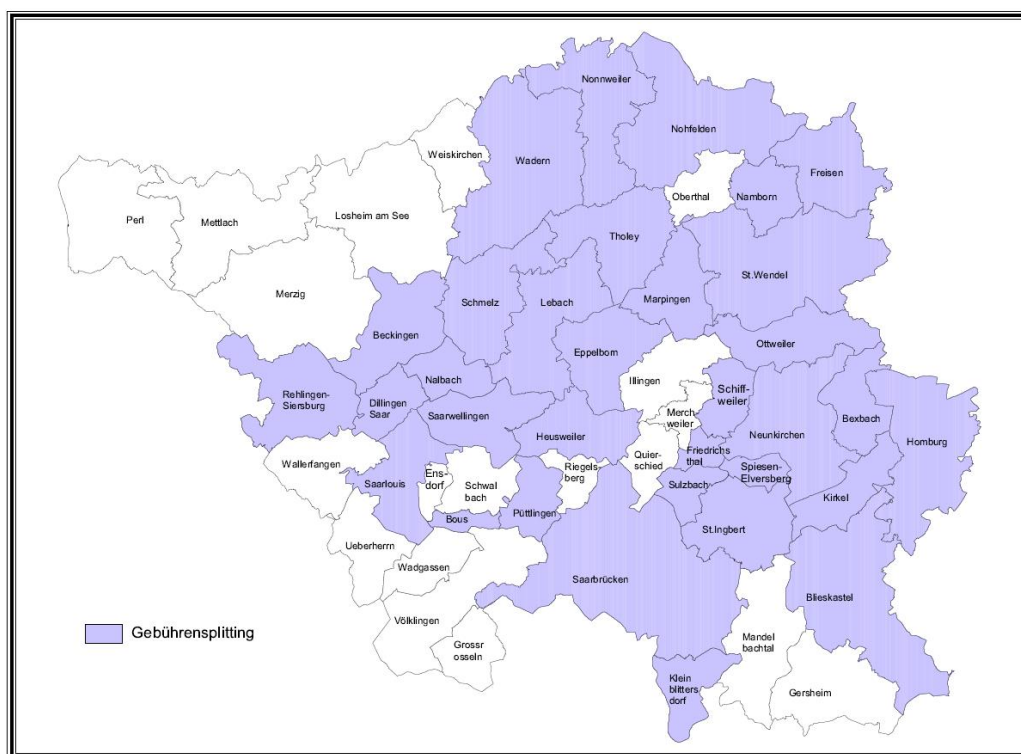 Nonnweiler
Nohfelden
Weiskirchen
Wadern
Freisen
Oberthal
Namborn
Perl
Mettlach
Losheim am See
Tholey
St.Wendel
Merzig
Schmelz
Lebach
Marpingen
Beckingen
Eppelborn
Ottweiler
Nalbach
Illingen
Schiff-
weiler
Rehlingen-
Siersburg
Dillingen
Saar
Saarwellingen
Merch-
weiler
Bexbach
Heusweiler
Neunkirchen
Homburg
Wallerfangen
Ens-
dorf
Schwal
bach
Riegels
berg
Quier-
schied
Friedrichs
thal
Spiesen-
Elversberg
Saarlouis
Sulzbach
Kirkel
Bous
Püttlingen
St.Ingbert
Ueberherrn
Wadgassen
Saarbrücken
Blieskastel
Völklingen
Gebührensplitting
Grossr
osseln
Mandel
bachtal
Klein
blitters
dorf
Gersheim